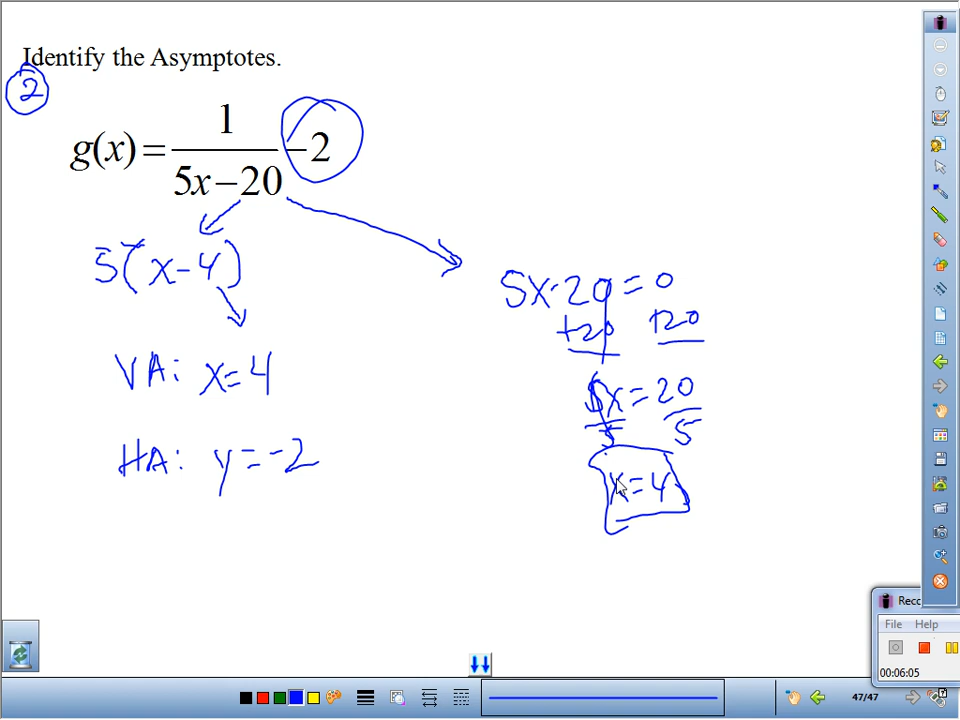 Identify the Asymptotes.
2
g(x) = 1/(5x−20) − 2
5(x-4)
VA: x=4
HA: y=-2
5x-20=0
+20 +20
5x=20
5 5
x=4
Recc
File Help
00:06:05
47/47